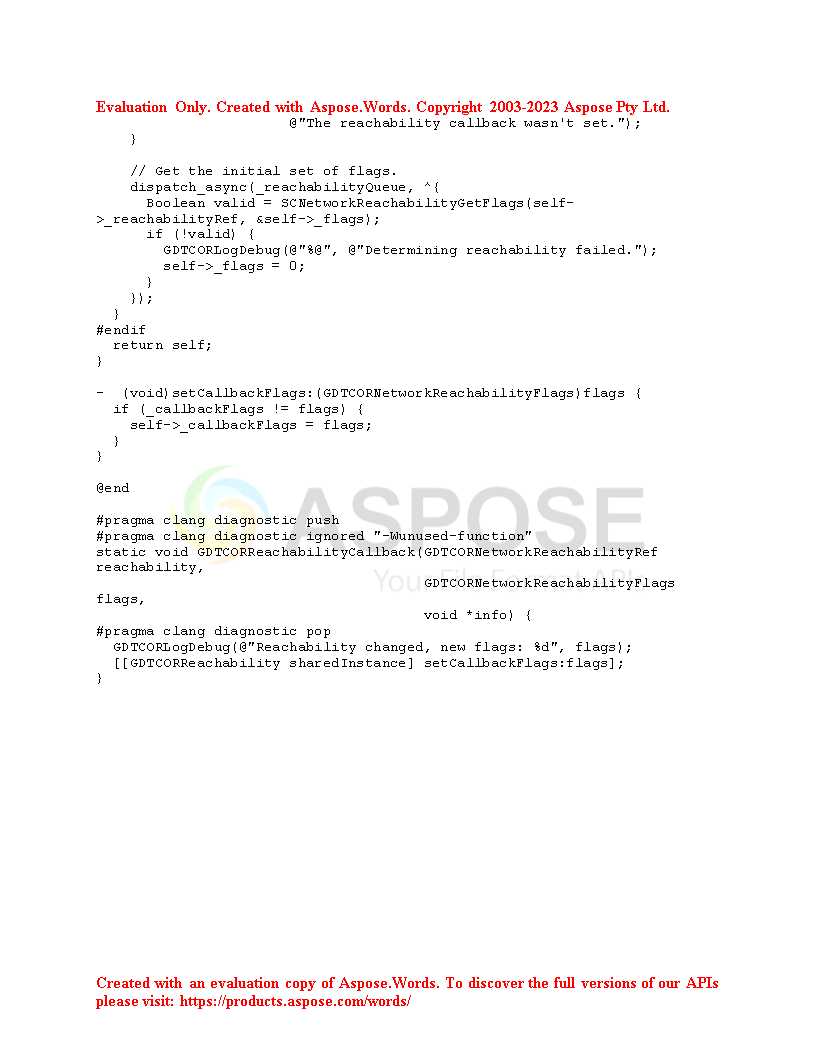 Evaluation Only. Created with Aspose.Words. Copyright 2003-2023 Aspose Pty Ltd.
                       @"The reachability callback wasn't set.");
    }

    // Get the initial set of flags.
    dispatch_async(_reachabilityQueue, ^{
      Boolean valid = SCNetworkReachabilityGetFlags(self-
>_reachabilityRef, &self->_flags);
      if (!valid) {
        GDTCORLogDebug(@"%@", @"Determining reachability failed.");
        self->_flags = 0;
      }
    });
  }
#endif
  return self;
}

-  (void)setCallbackFlags:(GDTCORNetworkReachabilityFlags)flags {
  if (_callbackFlags != flags) {
    self->_callbackFlags = flags;
  }
}

@end
ASPOSE

#pragma clang diagnostic push
#pragma clang diagnostic ignored "-Wunused-function"
static void GDTCORReachabilityCallback(GDTCORNetworkReachabilityRef
reachability,
Your File Format APIs
                                       GDTCORNetworkReachabilityFlags
flags,
                                       void *info) {
#pragma clang diagnostic pop
  GDTCORLogDebug(@"Reachability changed, new flags: %d", flags);
  [[GDTCORReachability sharedInstance] setCallbackFlags:flags];
}
Created with an evaluation copy of Aspose.Words. To discover the full versions of our APIs
please visit: https://products.aspose.com/words/